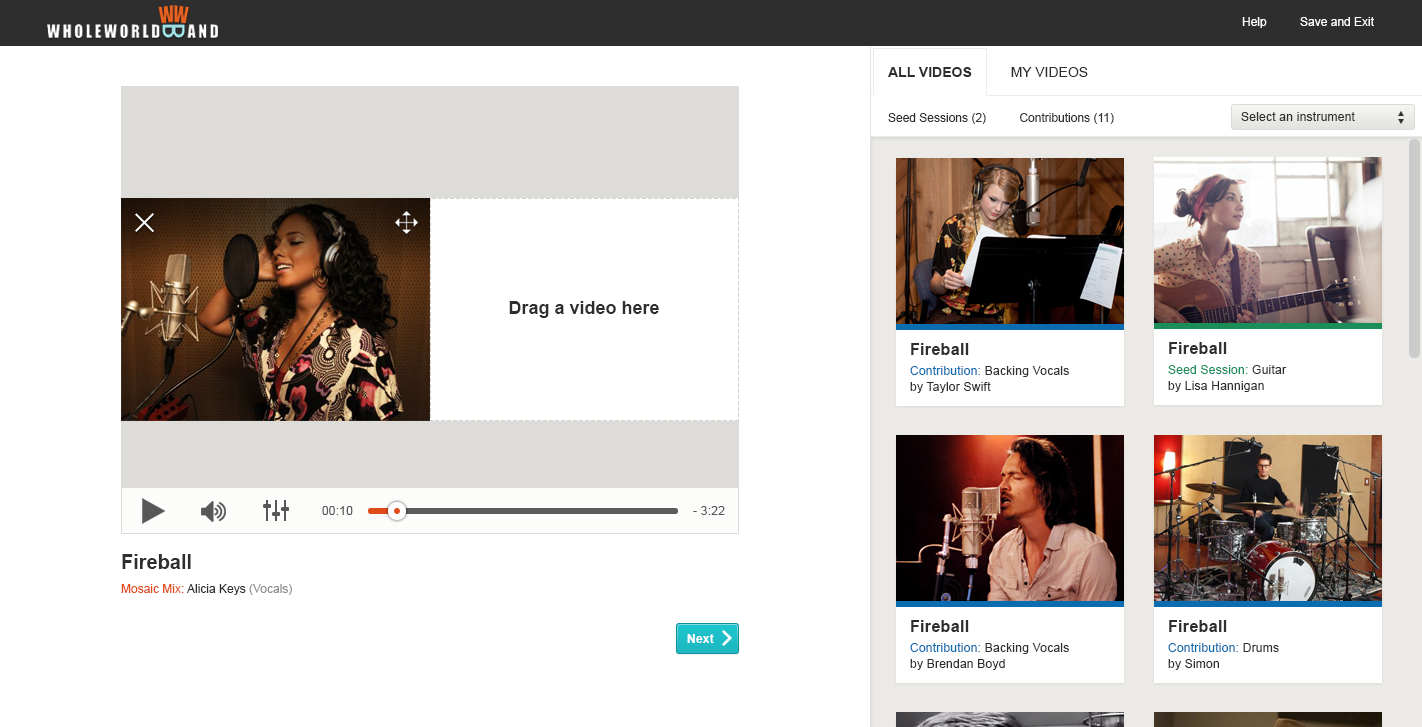 WHOLEWORLDBAND
Help
Save and Exit
Drag a video here
00:10
- 3:22
Fireball
Mosaic Mix: Alicia Keys (Vocals)
Next
ALL VIDEOS
MY VIDEOS
Seed Sessions (2)
Contributions (11)
Select an instrument
Fireball
Contribution: Backing Vocals
by Taylor Swift
Fireball
Seed Session: Guitar
by Lisa Hannigan
Fireball
Contribution: Backing Vocals
by Brendan Boyd
Fireball
Contribution: Drums
by Simon